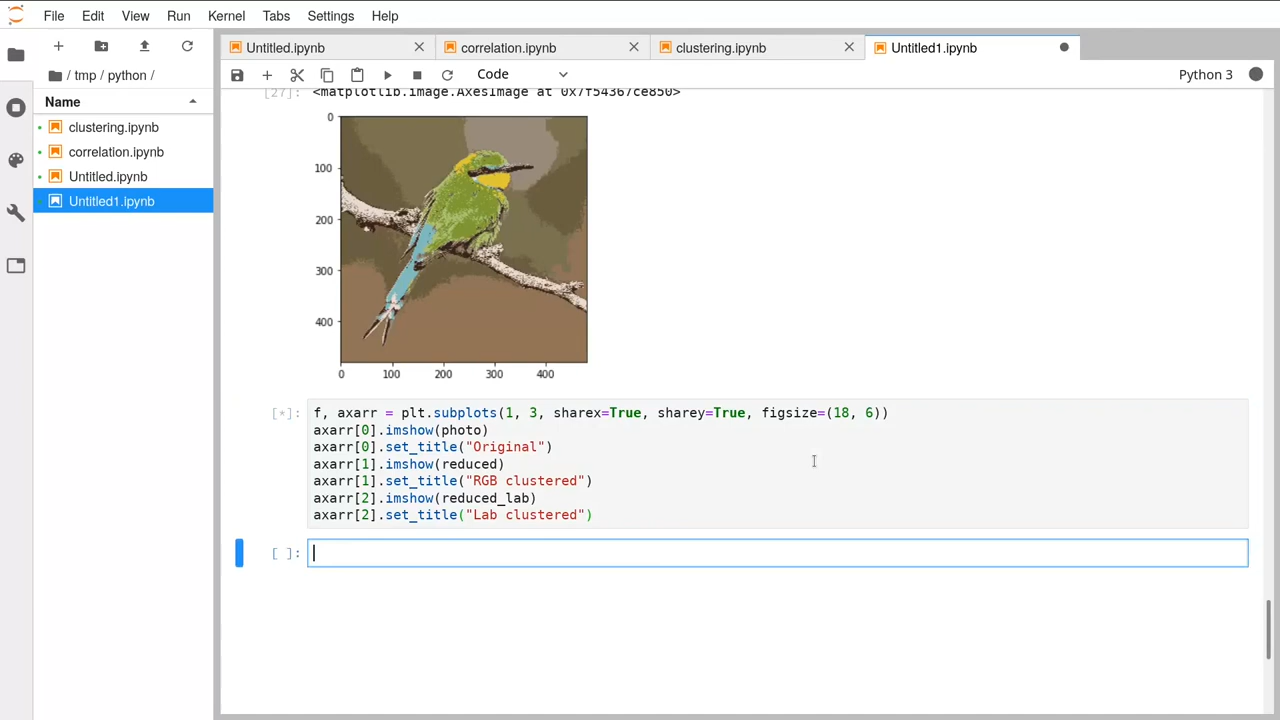 File Edit View Run Kernel Tabs Settings Help
Untitled.ipynb correlation.ipynb clustering.ipynb Untitled1.ipynb
Code Python 3
/ tmp / python /
Name
clustering.ipynb
correlation.ipynb
Untitled.ipynb
Untitled1.ipynb
[27]: <matplotlib.image.AxesImage at 0x7f54367ce850>
0
100
200
300
400
0 100 200 300 400
[*]: f, axarr = plt.subplots(1, 3, sharex=True, sharey=True, figsize=(18, 6))
axarr[0].imshow(photo)
axarr[0].set_title("Original")
axarr[1].imshow(reduced)
axarr[1].set_title("RGB clustered")
axarr[2].imshow(reduced_lab)
axarr[2].set_title("Lab clustered")
[ ]: